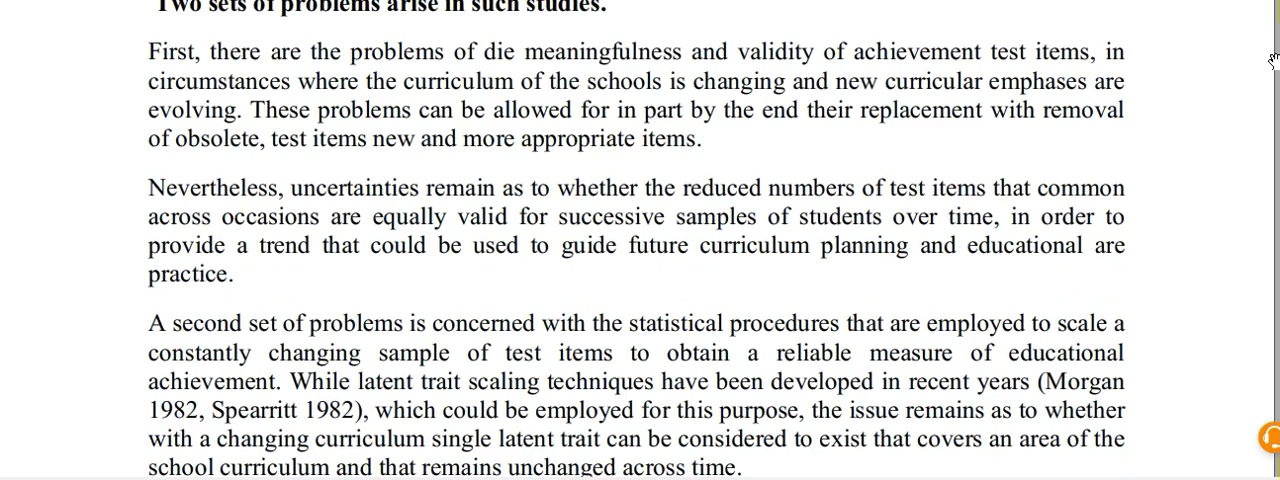 Two sets of problems arise in such studies.
First, there are the problems of die meaningfulness and validity of achievement test items, in
circumstances where the curriculum of the schools is changing and new curricular emphases are
evolving. These problems can be allowed for in part by the end their replacement with removal
of obsolete, test items new and more appropriate items.
Nevertheless, uncertainties remain as to whether the reduced numbers of test items that common
across occasions are equally valid for successive samples of students over time, in order to
provide a trend that could be used to guide future curriculum planning and educational are
practice.
A second set of problems is concerned with the statistical procedures that are employed to scale a
constantly changing sample of test items to obtain a reliable measure of educational
achievement. While latent trait scaling techniques have been developed in recent years (Morgan
1982, Spearritt 1982), which could be employed for this purpose, the issue remains as to whether
with a changing curriculum single latent trait can be considered to exist that covers an area of the
school curriculum and that remains unchanged across time.